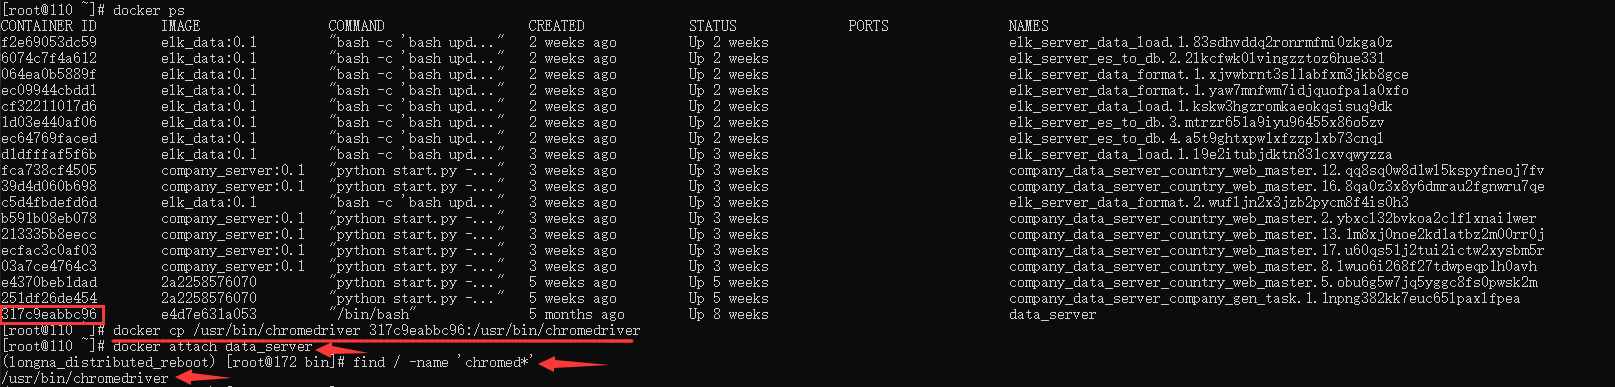 [root@110 ~]# docker ps
CONTAINER ID IMAGE COMMAND CREATED STATUS PORTS NAMES
f2e69053dc59 elk_data:0.1 "bash -c 'bash upd..." 2 weeks ago Up 2 weeks elk_server_data_load.1.83sdhvddq2ronrmfmi0zkga0z
6074c7f4a612 elk_data:0.1 "bash -c 'bash upd..." 2 weeks ago Up 2 weeks elk_server_es_to_db.2.2lkcfwk0lvingzztoz6hue33l
064ea0b5889f elk_data:0.1 "bash -c 'bash upd..." 2 weeks ago Up 2 weeks elk_server_data_format.1.xjvwbrnt3sllabfxm3jkb8gce
ec09944cbdd1 elk_data:0.1 "bash -c 'bash upd..." 2 weeks ago Up 2 weeks elk_server_data_format.1.yaw7mnfwm7idjquofpala0xfo
cf32211017d6 elk_data:0.1 "bash -c 'bash upd..." 2 weeks ago Up 2 weeks elk_server_data_load.1.kskw3hgzromkaeokqsisuq9dk
1d03e440af06 elk_data:0.1 "bash -c 'bash upd..." 2 weeks ago Up 2 weeks elk_server_es_to_db.3.mtrzr651a9iyu96455x86o5zv
ec64769faced elk_data:0.1 "bash -c 'bash upd..." 2 weeks ago Up 2 weeks elk_server_es_to_db.4.a5t9ghtxpwlxfzzplxb73cnql
d1dfffaf5f6b elk_data:0.1 "bash -c 'bash upd..." 3 weeks ago Up 3 weeks elk_server_data_load.1.19e2itubjdktn831cxvqwyzza
fca738cf4505 company_server:0.1 "python start.py -..." 3 weeks ago Up 3 weeks company_data_server_country_web_master.12.qq8sq0w8dlwl5kspyfneoj7fv
39d4d060b698 company_server:0.1 "python start.py -..." 3 weeks ago Up 3 weeks company_data_server_country_web_master.16.8qa0z3x8y6dmrau2fgnwru7qe
c5d4fbdefd6d elk_data:0.1 "bash -c 'bash upd..." 3 weeks ago Up 3 weeks elk_server_data_format.2.wufljn2x3jzb2pycm8f4is0h3
b591b08eb078 company_server:0.1 "python start.py -..." 3 weeks ago Up 3 weeks company_data_server_country_web_master.2.ybxcl32bvkoa2clflxnailwer
213335b8eecc company_server:0.1 "python start.py -..." 3 weeks ago Up 3 weeks company_data_server_country_web_master.13.1m8xj0noe2kdlatbz2m00rr0j
ecfac3c0af03 company_server:0.1 "python start.py -..." 3 weeks ago Up 3 weeks company_data_server_country_web_master.17.u60qs51j2tui2ictw2xysbm5r
03a7ce4764c3 company_server:0.1 "python start.py -..." 3 weeks ago Up 3 weeks company_data_server_country_web_master.8.lwuo6i268f27tdwpeqplh0avh
e4370beb1dad 2a2258576070 "python start.py -..." 5 weeks ago Up 5 weeks company_data_server_country_web_master.5.obu6g5w7jq5yggc8fs0pwsk2m
251df26de454 2a2258576070 "python start.py -..." 5 weeks ago Up 5 weeks company_data_server_company_gen_task.1.1npng382kk7euc651paxlfpea
317c9eabbc96 e4d7e631a053 "/bin/bash" 5 months ago Up 8 weeks data_server
[root@110 ~]# docker cp /usr/bin/chromedriver 317c9eabbc96:/usr/bin/chromedriver
[root@110 ~]# docker attach data_server
(longna_distributed_reboot) [root@172 bin]# find / -name 'chromed*'
/usr/bin/chromedriver